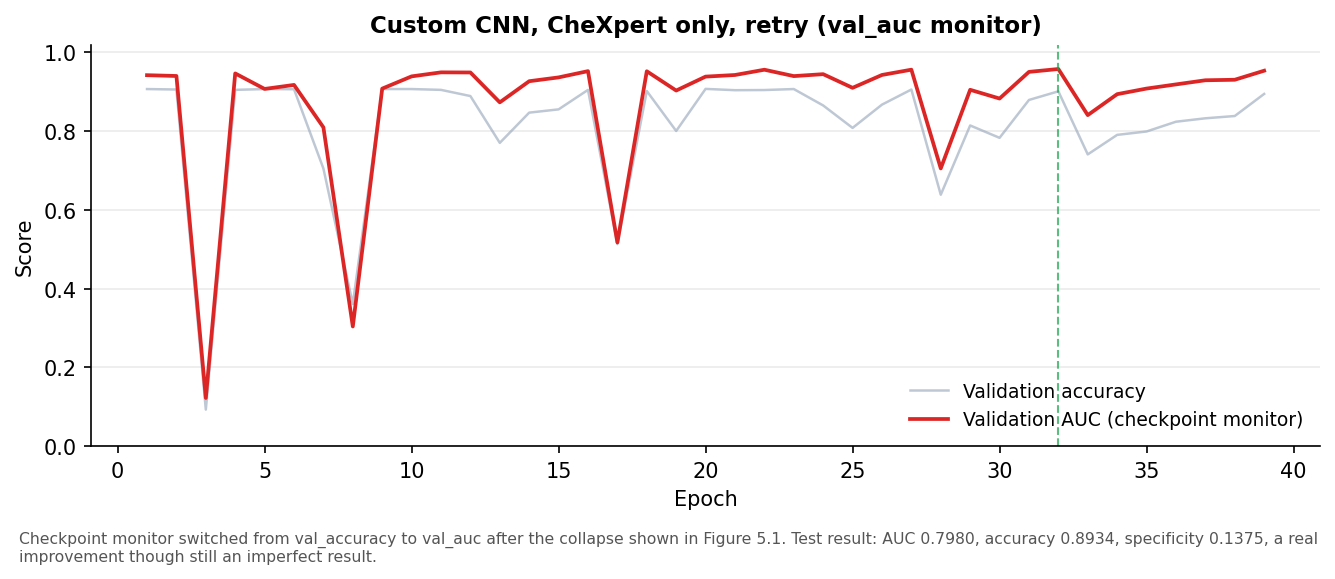 Custom CNN, CheXpert only, retry (val_auc monitor)
1.0
0.8
0.6
0.4
0.2
0.0
Score
Validation accuracy
Validation AUC (checkpoint monitor)
0 5 10 15 20 25 30 35 40
Epoch
Checkpoint monitor switched from val_accuracy to val_auc after the collapse shown in Figure 5.1. Test result: AUC 0.7980, accuracy 0.8934, specificity 0.1375, a real
improvement though still an imperfect result.